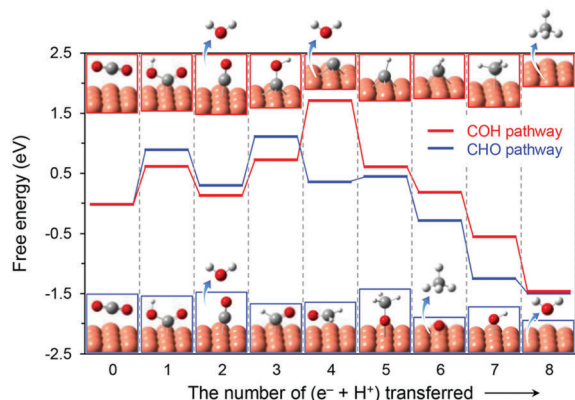 2.5
1.5
0.5
-0.5
-1.5
-2.5
Free energy (eV)
COH pathway
CHO pathway
0 1 2 3 4 5 6 7 8
The number of (e⁻ + H⁺) transferred ⟶